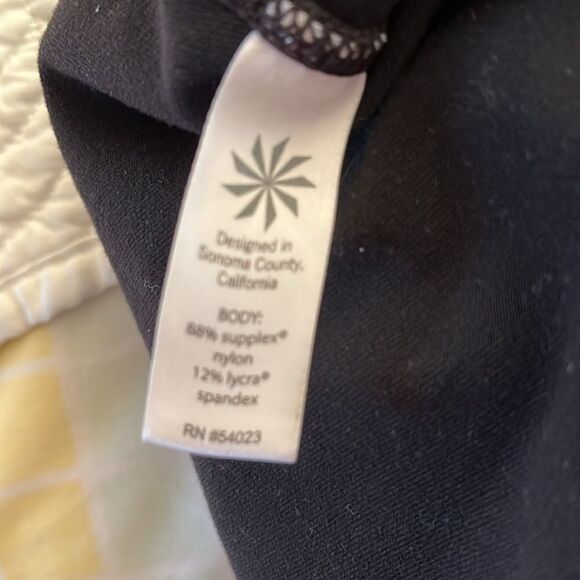 Designed in
Sonoma County,
California
BODY:
88% supplex®
nylon
12% lycra®
spandex
RN #54023